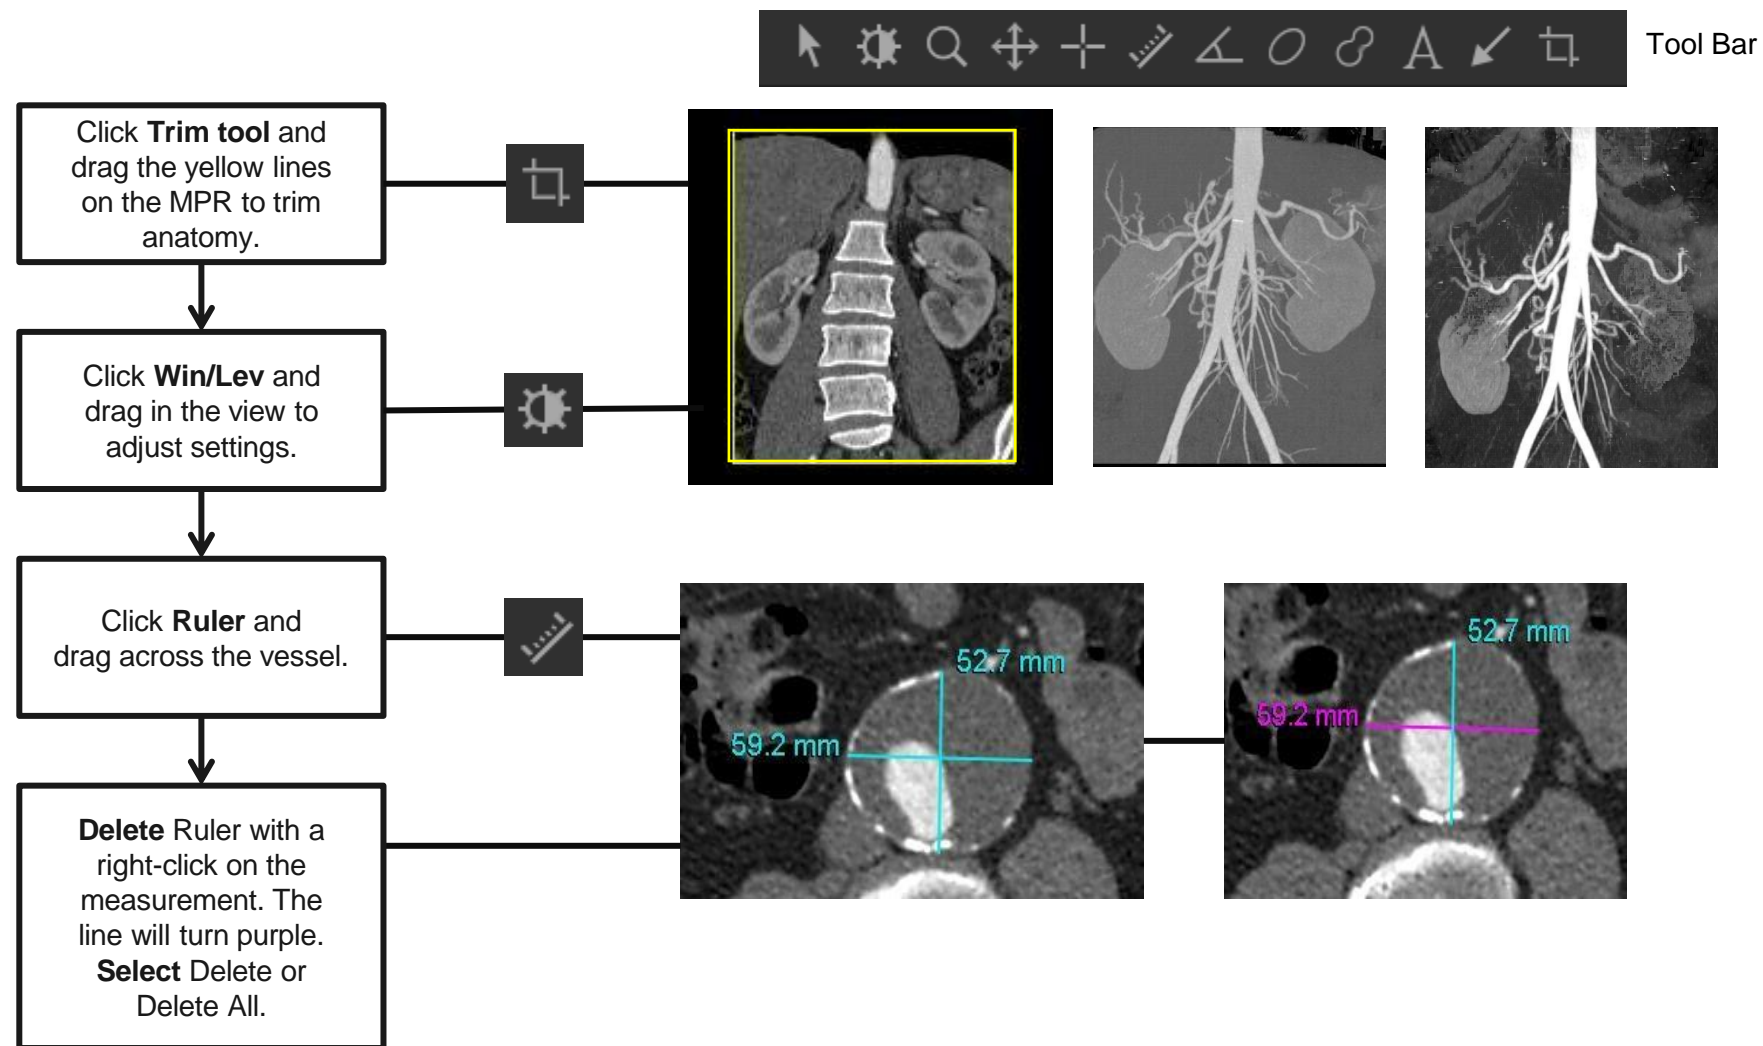 Tool Bar
Click Trim tool and
drag the yellow lines
on the MPR to trim
anatomy.
Click Win/Lev and
drag in the view to
adjust settings.
Click Ruler and
drag across the vessel.
52.7 mm
59.2 mm
52.7 mm
59.2 mm
Delete Ruler with a
right-click on the
measurement. The
line will turn purple.
Select Delete or
Delete All.